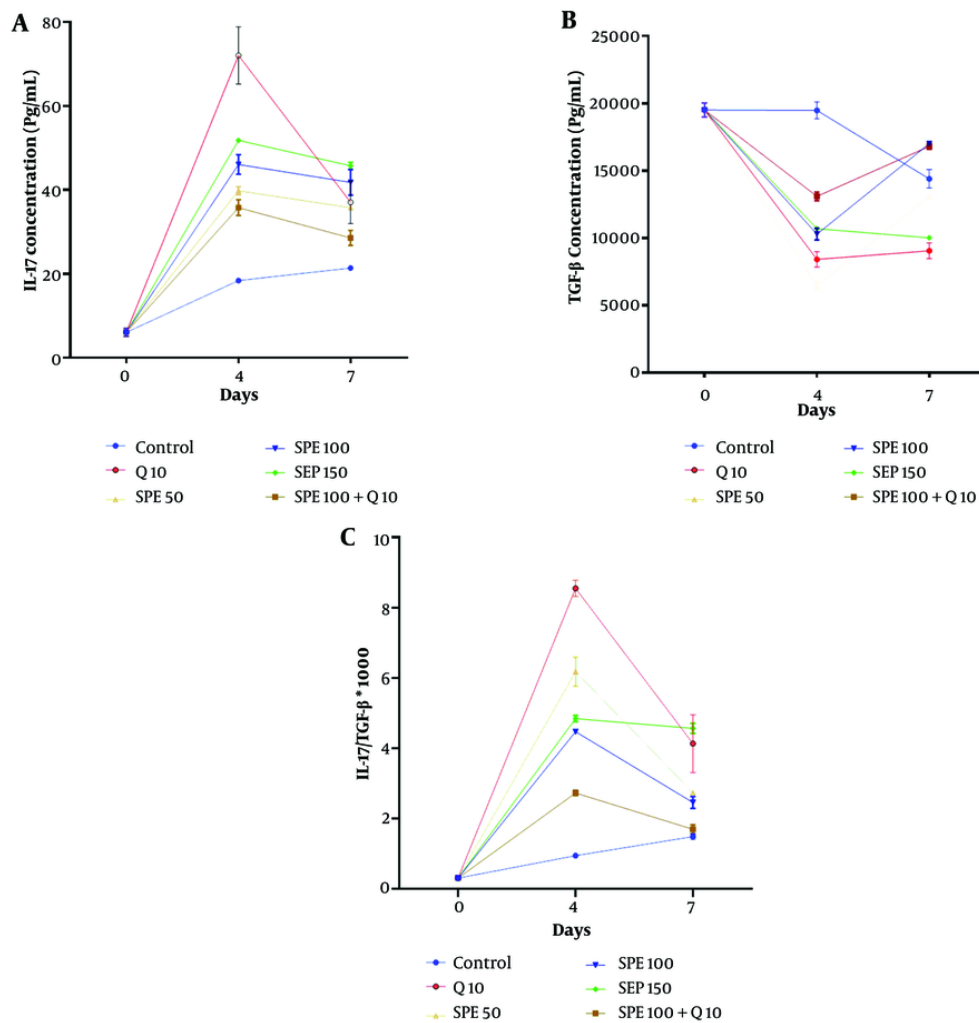 A
IL-17 concentration (Pg/mL)
80
60
40
20
0
0 4 7
Days
Control
Q 10
SPE 50
SPE 100
SEP 150
SPE 100 + Q 10
B
TGF-β Concentration (Pg/mL)
25000
20000
15000
10000
5000
0
0 4 7
Days
Control
Q 10
SPE 50
SPE 100
SEP 150
SPE 100 + Q 10
C
IL-17/TGF-β *1000
10
8
6
4
2
0
0 4 7
Days
Control
Q 10
SPE 50
SPE 100
SEP 150
SPE 100 + Q 10